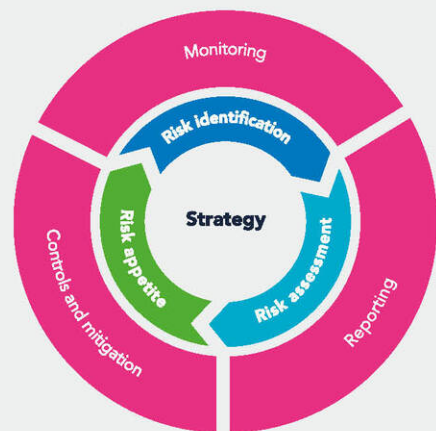 Monitoring
Risk identification
Strategy
Risk appetite
Risk assessment
Controls and mitigation
Reporting